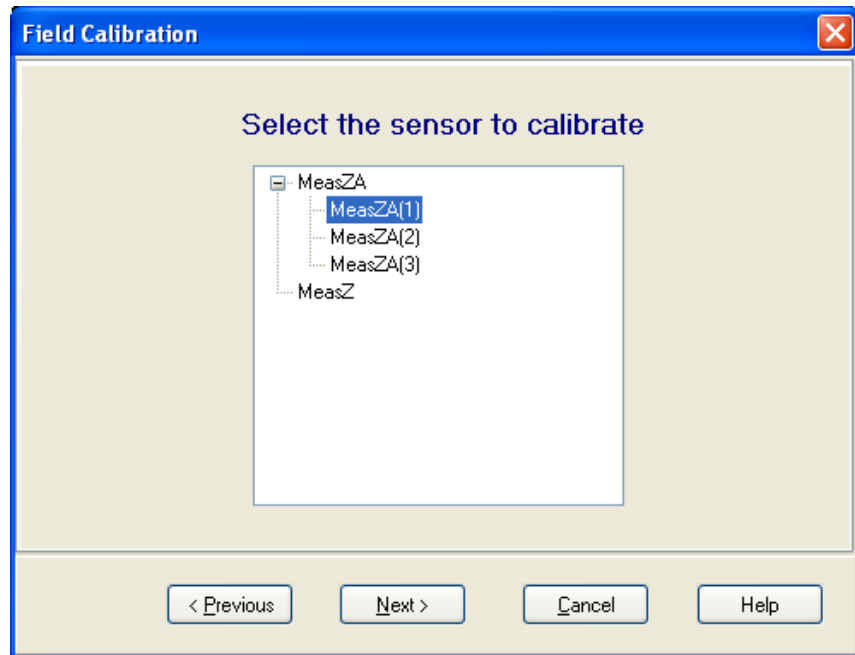 Field Calibration
Select the sensor to calibrate
MeasZA
MeasZA(1)
MeasZA(2)
MeasZA(3)
MeasZ
< Previous Next > Cancel Help